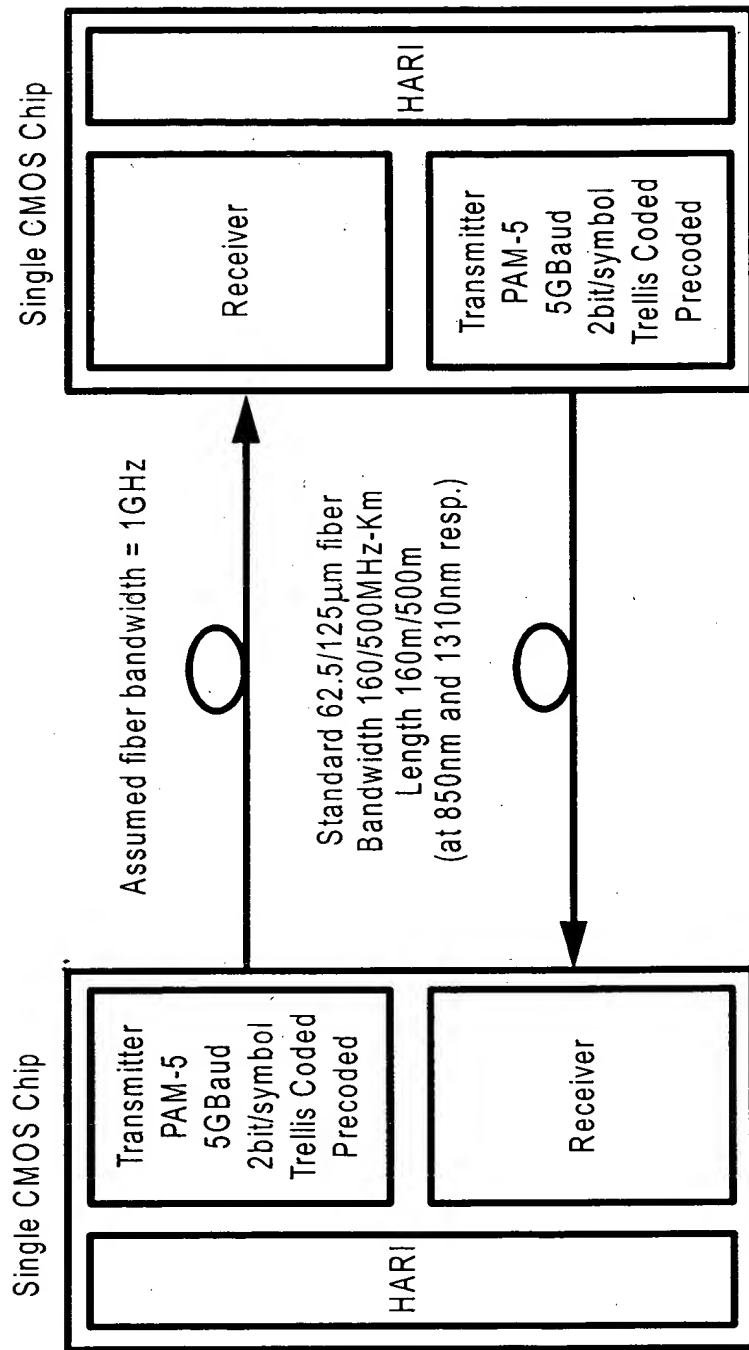 Single CMOS Chip
HARI
Transmitter
PAM-5
5GBaud
2bit/symbol
Trellis Coded
Precoded
Receiver
Assumed fiber bandwidth = 1GHz
Standard 62.5/125µm fiber
Bandwidth 160/500MHz-Km
Length 160m/500m
(at 850nm and 1310nm resp.)
Single CMOS Chip
Receiver
Transmitter
PAM-5
5GBaud
2bit/symbol
Trellis Coded
Precoded
HARI